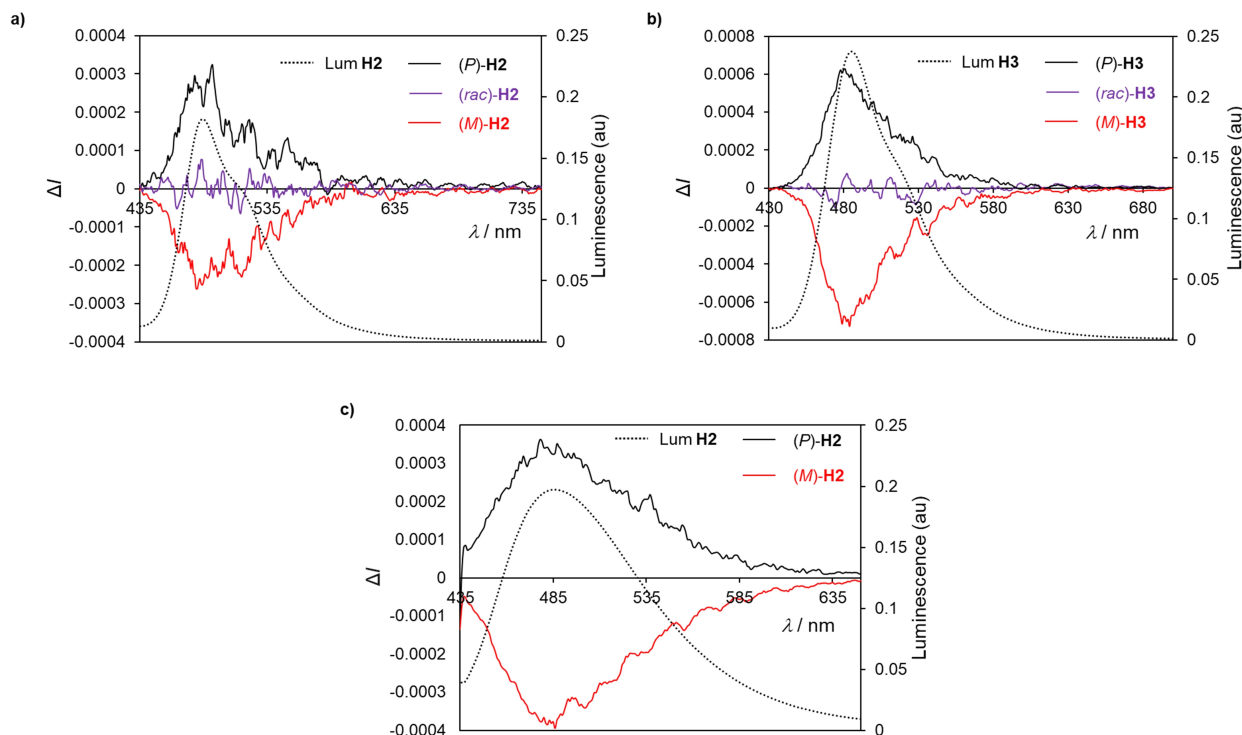 a)
0.0004
0.0003
0.0002
0.0001
0
-0.0001
-0.0002
-0.0003
-0.0004
ΔI
435
535
635
735
λ / nm
0.25
0.2
0.15
0.1
0.05
0
Luminescence (au)
Lum H2
(P)-H2
(rac)-H2
(M)-H2
b)
0.0008
0.0006
0.0004
0.0002
0
-0.0002
-0.0004
-0.0006
-0.0008
ΔI
430
480
530
580
630
680
λ / nm
0.25
0.2
0.15
0.1
0.05
0
Luminescence (au)
Lum H3
(P)-H3
(rac)-H3
(M)-H3
c)
0.0004
0.0003
0.0002
0.0001
0
-0.0001
-0.0002
-0.0003
-0.0004
ΔI
435
485
535
585
635
λ / nm
0.25
0.2
0.15
0.1
0.05
0
Luminescence (au)
Lum H2
(P)-H2
(M)-H2